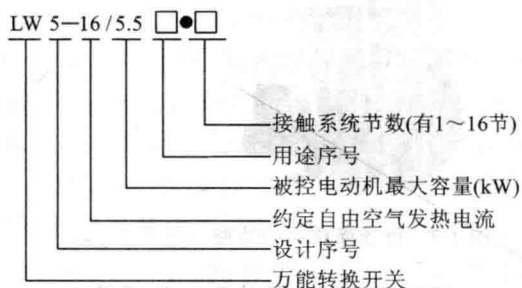 LW 5—16/5.5 □●□
接触系统节数(有1～16节)
用途序号
被控电动机最大容量(kW)
约定自由空气发热电流
设计序号
万能转换开关